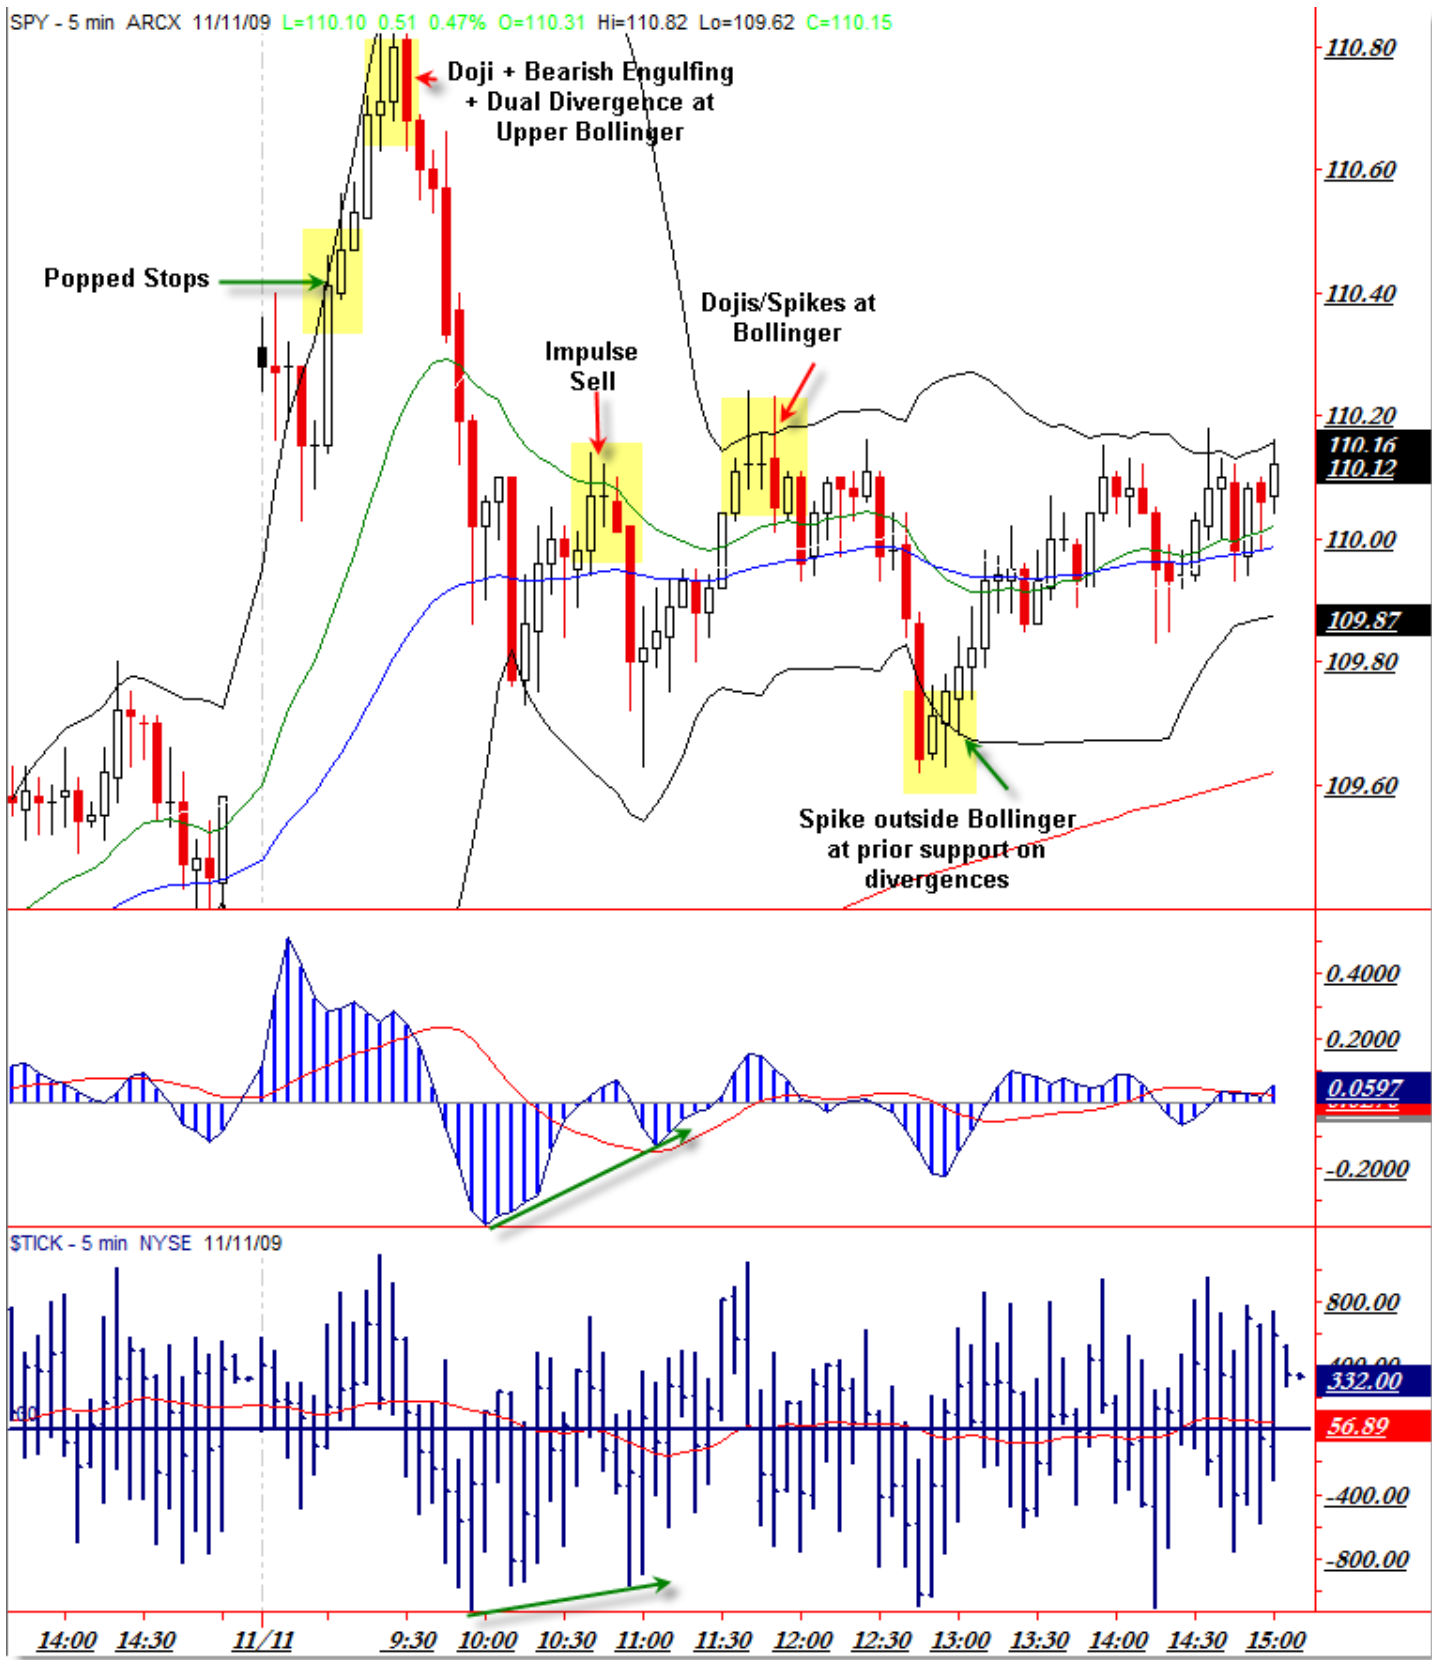 SPY - 5 min ARCX 11/11/09 L=110.10 0.51 0.47% O=110.31 Hi=110.82 Lo=109.62 C=110.15
110.80
Doji + Bearish Engulfing
+ Dual Divergence at
Upper Bollinger
110.60
Popped Stops
110.40
Dojis/Spikes at
Bollinger
Impulse
Sell
110.20
110.16
110.12
110.00
109.87
109.80
109.60
Spike outside Bollinger
at prior support on
divergences
0.4000
0.2000
0.0597
-0.2000
$TICK - 5 min NYSE 11/11/09
800.00
400.00
332.00
56.89
-400.00
-800.00
14:00 14:30 11/11 9:30 10:00 10:30 11:00 11:30 12:00 12:30 13:00 13:30 14:00 14:30 15:00